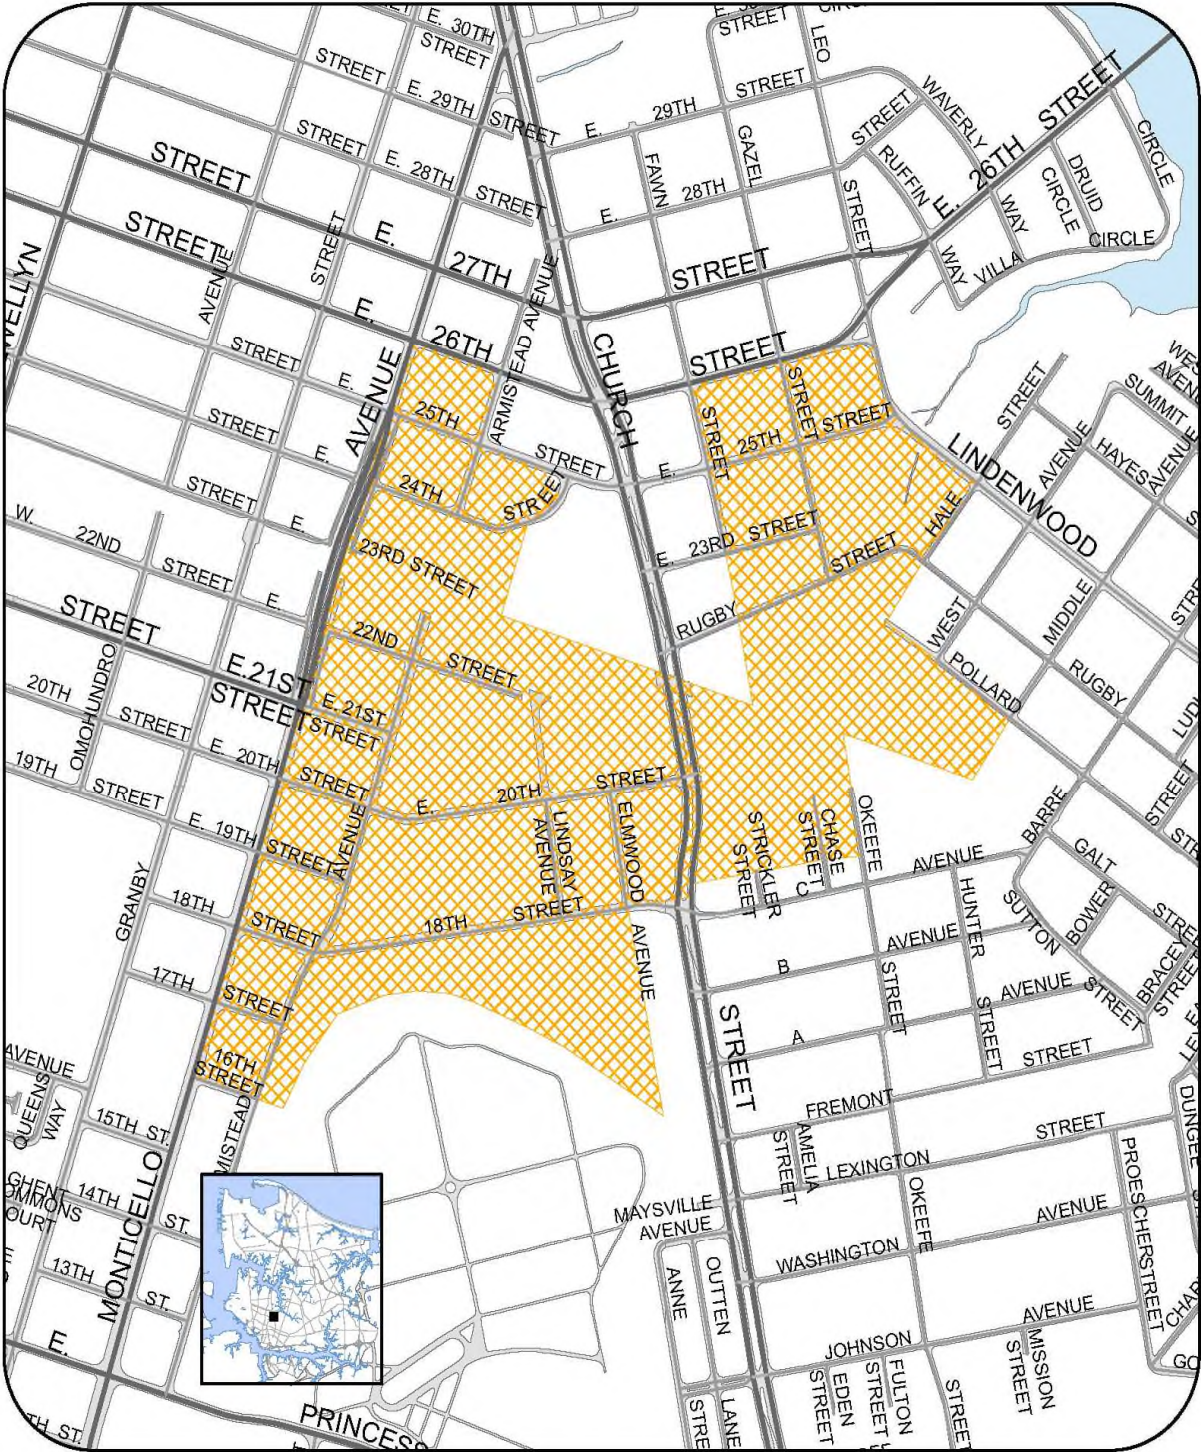 E. 30TH
STREET
E.
STREET
LEO
STREET
E. 29TH
STREET
STREET
29TH
E.
WAVERLY
WAY
STREET
STREET
E. 28TH
STREET
E.
28TH
FAWN
GAZEL
STREET
STREET
RUFFIN
WAY
E.
26TH
STREET
DRUID
CIRCLE
CIRCLE
CIRCLE
VILLA
STREET
E.
27TH
STREET
STREET
AVENUE
STREET
E.
26TH
STREET
ARMISTEAD AVENUE
CHURCH
STREET
E.
AVENUE
25TH
STREET
E.
25TH
STREET
STREET
STREET
STREET
E.
24TH
STREET
LINDENWOOD
STREET
AVENUE
SUMMIT
HAYES
AVENUE
HALE
STREET
E.
23RD STREET
E.
23RD
STREET
STREET
RUGBY
W.
22ND
STREET
E.
22ND
STREET
WEST
MIDDLE
POLLARD
RUGBY
STREET
E. 21ST
STREET
E. 21ST
STREET
OMOHUNDRO
20TH
STREET
E. 20TH
STREET
E.
20TH
STREET
19TH
STREET
E. 19TH
STREET
AVENUE
LINDSAY
AVENUE
ELMWOOD
AVENUE
STRICKLER
STREET
CHASE
STREET
OKEEFE
STREET
BARRE
STREET
GALT
GRANBY
18TH
STREET
18TH
STREET
C
AVENUE
HUNTER
STREET
SUTTON
STREET
BOWER
BRACEY
STREET
17TH
STREET
B
AVENUE
A
AVENUE
STREET
16TH
STREET
AVENUE
QUEENS
WAY
15TH ST.
FREMONT
STREET
AMELIA
STREET
LEXINGTON
STREET
14TH
ST.
MONTICELLO
MAYSVILLE
AVENUE
OKEEFE
WASHINGTON
AVENUE
13TH
ST.
ANNE
OUTTEN
LANE
PROESCHERSTREET
E.
JOHNSON
AVENUE
EDEN
STREET
FULTON
STREET
STREET
MISSION
STREET